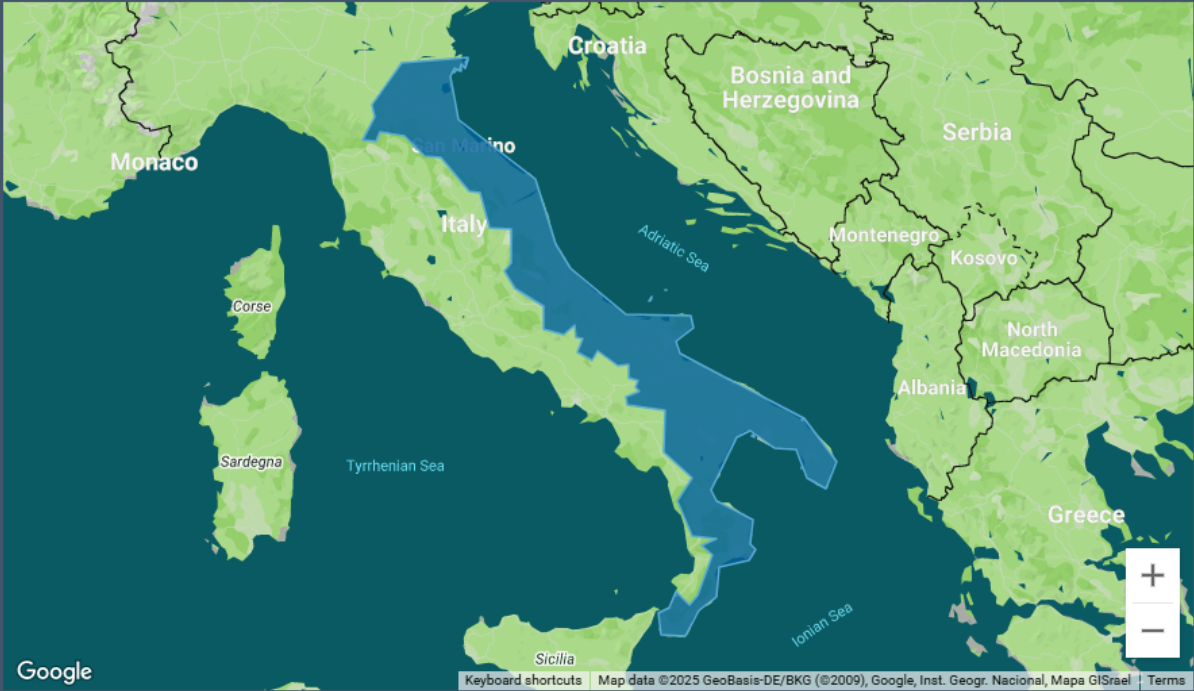 Croatia
Bosnia and
Herzegovina
Serbia
San Marino
Monaco
Italy
Adriatic Sea
Montenegro
Kosovo
Corse
North
Macedonia
Albania
Sardegna
Tyrrhenian Sea
Greece
Ionian Sea
Sicilia
Google
Keyboard shortcuts
Map data ©2025 GeoBasis-DE/BKG (©2009), Google, Inst. Geogr. Nacional, Mapa GISrael
Terms